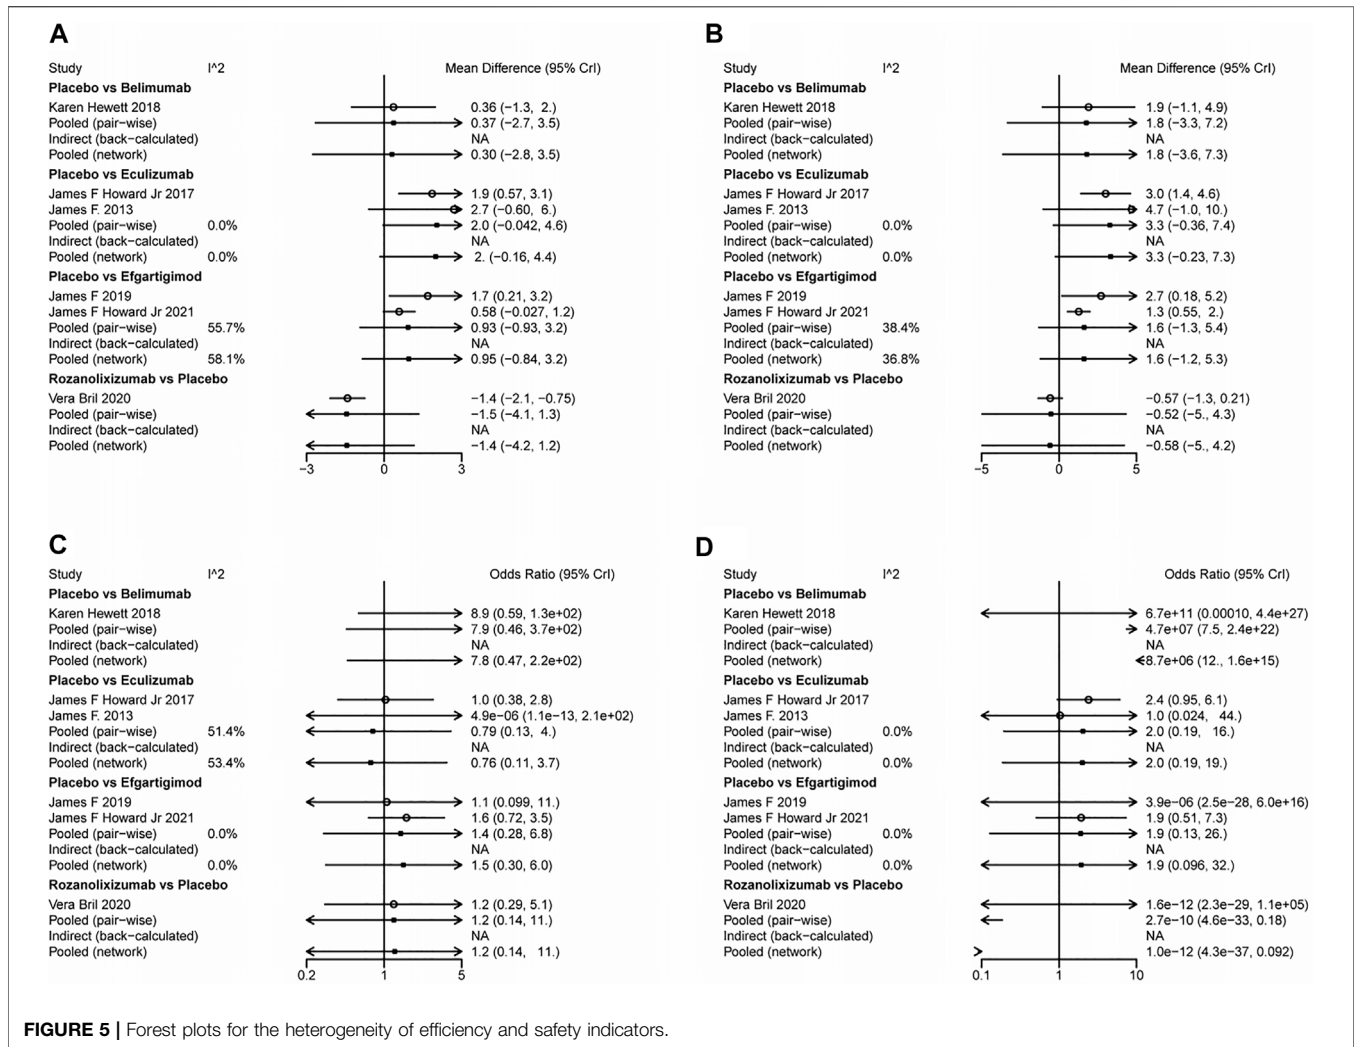 A
Study I^2 Mean Difference (95% CrI)
Placebo vs Belimumab
Karen Hewett 2018 0.36 (−1.3, 2.)
Pooled (pair−wise) 0.37 (−2.7, 3.5)
Indirect (back−calculated) NA
Pooled (network) 0.30 (−2.8, 3.5)
Placebo vs Eculizumab
James F Howard Jr 2017 1.9 (0.57, 3.1)
James F. 2013 2.7 (−0.60, 6.)
Pooled (pair−wise) 0.0% 2.0 (−0.042, 4.6)
Indirect (back−calculated) NA
Pooled (network) 0.0% 2. (−0.16, 4.4)
Placebo vs Efgartigimod
James F 2019 1.7 (0.21, 3.2)
James F Howard Jr 2021 0.58 (−0.027, 1.2)
Pooled (pair−wise) 55.7% 0.93 (−0.93, 3.2)
Indirect (back−calculated) NA
Pooled (network) 58.1% 0.95 (−0.84, 3.2)
Rozanolixizumab vs Placebo
Vera Bril 2020 −1.4 (−2.1, −0.75)
Pooled (pair−wise) −1.5 (−4.1, 1.3)
Indirect (back−calculated) NA
Pooled (network) −1.4 (−4.2, 1.2)
−3 0 3
B
Study I^2 Mean Difference (95% CrI)
Placebo vs Belimumab
Karen Hewett 2018 1.9 (−1.1, 4.9)
Pooled (pair−wise) 1.8 (−3.3, 7.2)
Indirect (back−calculated) NA
Pooled (network) 1.8 (−3.6, 7.3)
Placebo vs Eculizumab
James F Howard Jr 2017 3.0 (1.4, 4.6)
James F. 2013 4.7 (−1.0, 10.)
Pooled (pair−wise) 0.0% 3.3 (−0.36, 7.4)
Indirect (back−calculated) NA
Pooled (network) 0.0% 3.3 (−0.23, 7.3)
Placebo vs Efgartigimod
James F 2019 2.7 (0.18, 5.2)
James F Howard Jr 2021 1.3 (0.55, 2.)
Pooled (pair−wise) 38.4% 1.6 (−1.3, 5.4)
Indirect (back−calculated) NA
Pooled (network) 36.8% 1.6 (−1.2, 5.3)
Rozanolixizumab vs Placebo
Vera Bril 2020 −0.57 (−1.3, 0.21)
Pooled (pair−wise) −0.52 (−5., 4.3)
Indirect (back−calculated) NA
Pooled (network) −0.58 (−5., 4.2)
−5 0 5
C
Study I^2 Odds Ratio (95% CrI)
Placebo vs Belimumab
Karen Hewett 2018 8.9 (0.59, 1.3e+02)
Pooled (pair−wise) 7.9 (0.46, 3.7e+02)
Indirect (back−calculated) NA
Pooled (network) 7.8 (0.47, 2.2e+02)
Placebo vs Eculizumab
James F Howard Jr 2017 1.0 (0.38, 2.8)
James F. 2013 4.9e−06 (1.1e−13, 2.1e+02)
Pooled (pair−wise) 51.4% 0.79 (0.13, 4.)
Indirect (back−calculated) NA
Pooled (network) 53.4% 0.76 (0.11, 3.7)
Placebo vs Efgartigimod
James F 2019 1.1 (0.099, 11.)
James F Howard Jr 2021 1.6 (0.72, 3.5)
Pooled (pair−wise) 0.0% 1.4 (0.28, 6.8)
Indirect (back−calculated) NA
Pooled (network) 0.0% 1.5 (0.30, 6.0)
Rozanolixizumab vs Placebo
Vera Bril 2020 1.2 (0.29, 5.1)
Pooled (pair−wise) 1.2 (0.14, 11.)
Indirect (back−calculated) NA
Pooled (network) 1.2 (0.14, 11.)
0.2 1 5
D
Study I^2 Odds Ratio (95% CrI)
Placebo vs Belimumab
Karen Hewett 2018 6.7e+11 (0.00010, 4.4e+27)
Pooled (pair−wise) 4.7e+07 (7.5, 2.4e+22)
Indirect (back−calculated) NA
Pooled (network) 8.7e+06 (12., 1.6e+15)
Placebo vs Eculizumab
James F Howard Jr 2017 2.4 (0.95, 6.1)
James F. 2013 1.0 (0.024, 44.)
Pooled (pair−wise) 0.0% 2.0 (0.19, 16.)
Indirect (back−calculated) NA
Pooled (network) 0.0% 2.0 (0.19, 19.)
Placebo vs Efgartigimod
James F 2019 3.9e−06 (2.5e−28, 6.0e+16)
James F Howard Jr 2021 1.9 (0.51, 7.3)
Pooled (pair−wise) 0.0% 1.9 (0.13, 26.)
Indirect (back−calculated) NA
Pooled (network) 0.0% 1.9 (0.096, 32.)
Rozanolixizumab vs Placebo
Vera Bril 2020 1.6e−12 (2.3e−29, 1.1e+05)
Pooled (pair−wise) 2.7e−10 (4.6e−33, 0.18)
Indirect (back−calculated) NA
Pooled (network) 1.0e−12 (4.3e−37, 0.092)
0.1 1 10
FIGURE 5 | Forest plots for the heterogeneity of efficiency and safety indicators.